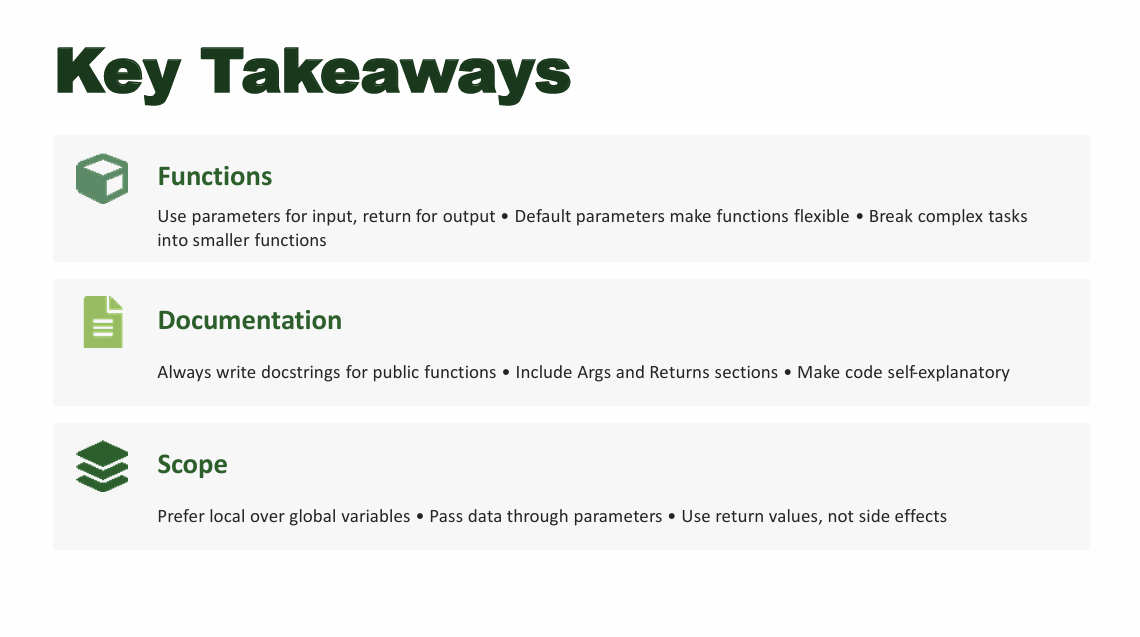 Key Takeaways
Functions
Use parameters for input, return for output • Default parameters make functions flexible • Break complex tasks
into smaller functions
Documentation
Always write docstrings for public functions • Include Args and Returns sections • Make code self-explanatory
Scope
Prefer local over global variables • Pass data through parameters • Use return values, not side effects